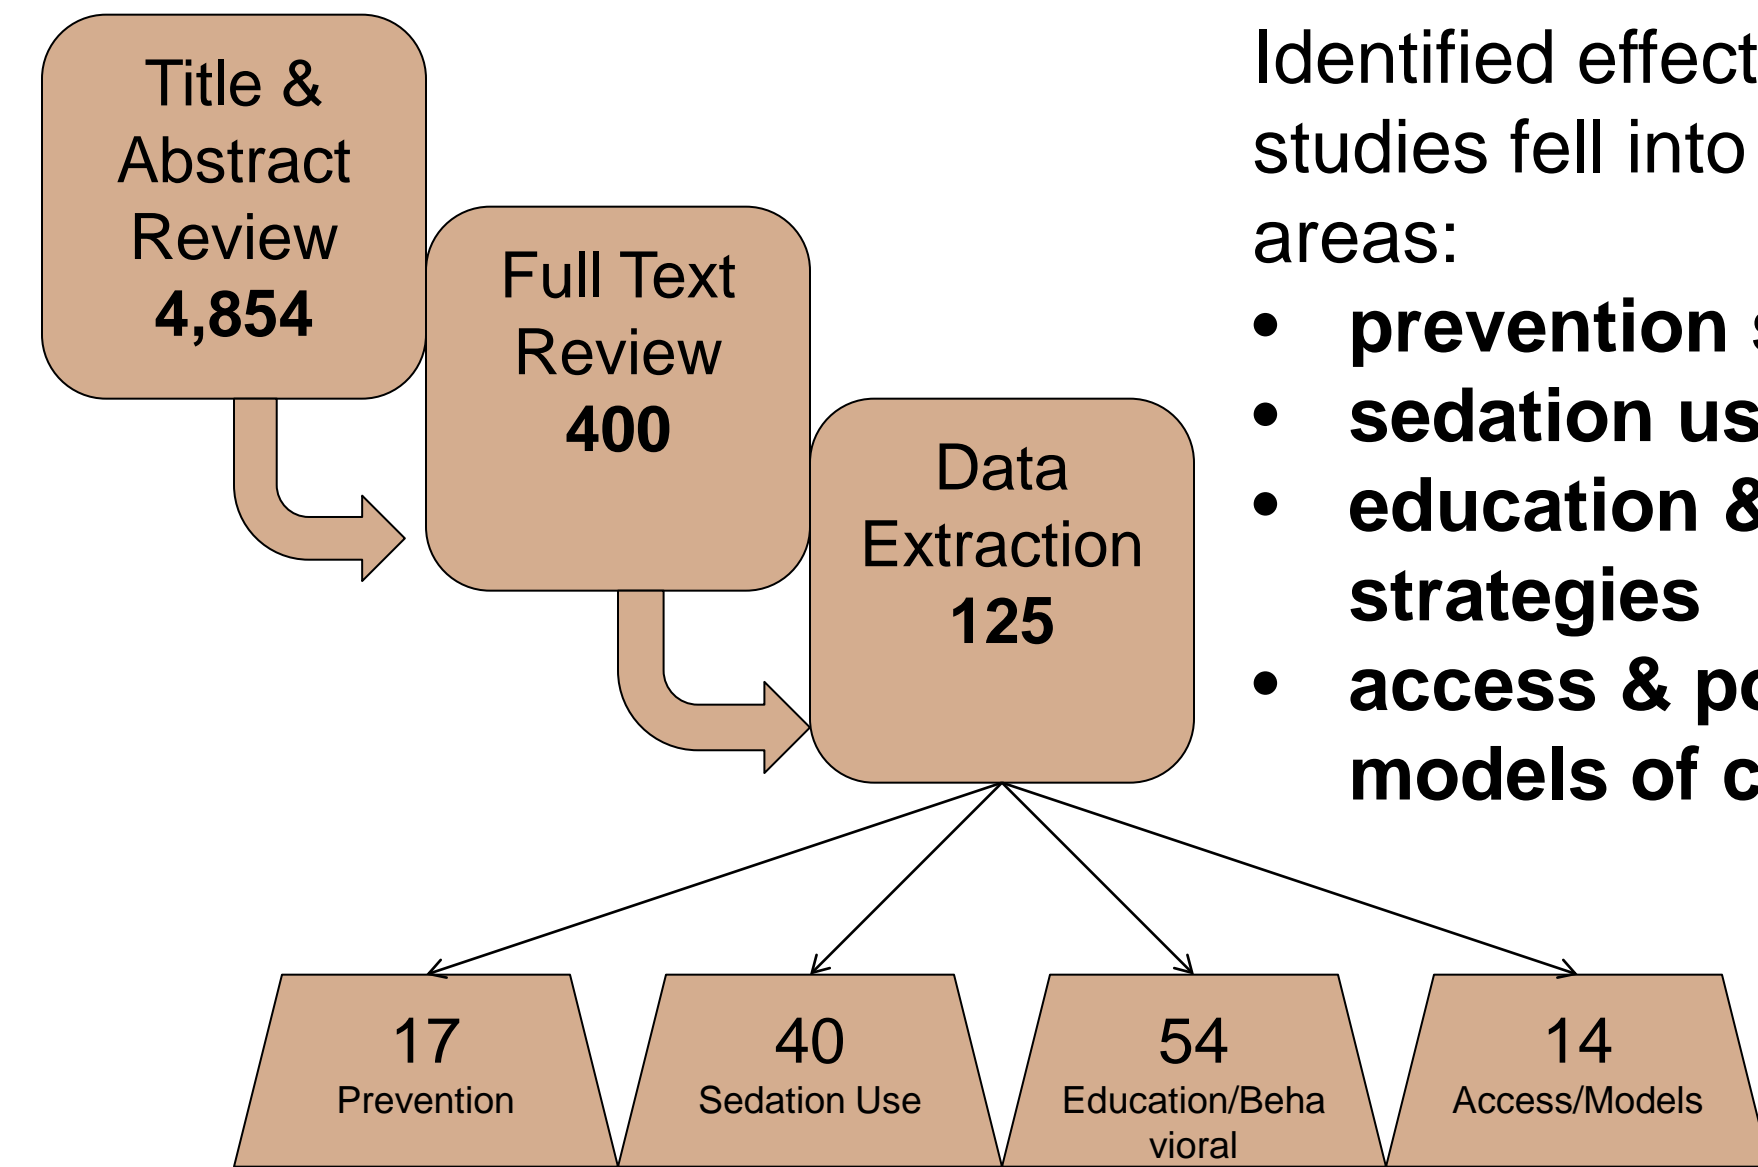 Title &
Abstract
Review
4,854
Full Text
Review
400
Data
Extraction
125
Identified effect
studies fell into
areas:
• prevention
• sedation us
• education &
strategies
• access & po
models of c
17
Prevention
40
Sedation Use
54
Education/Beha
vioral
14
Access/Models